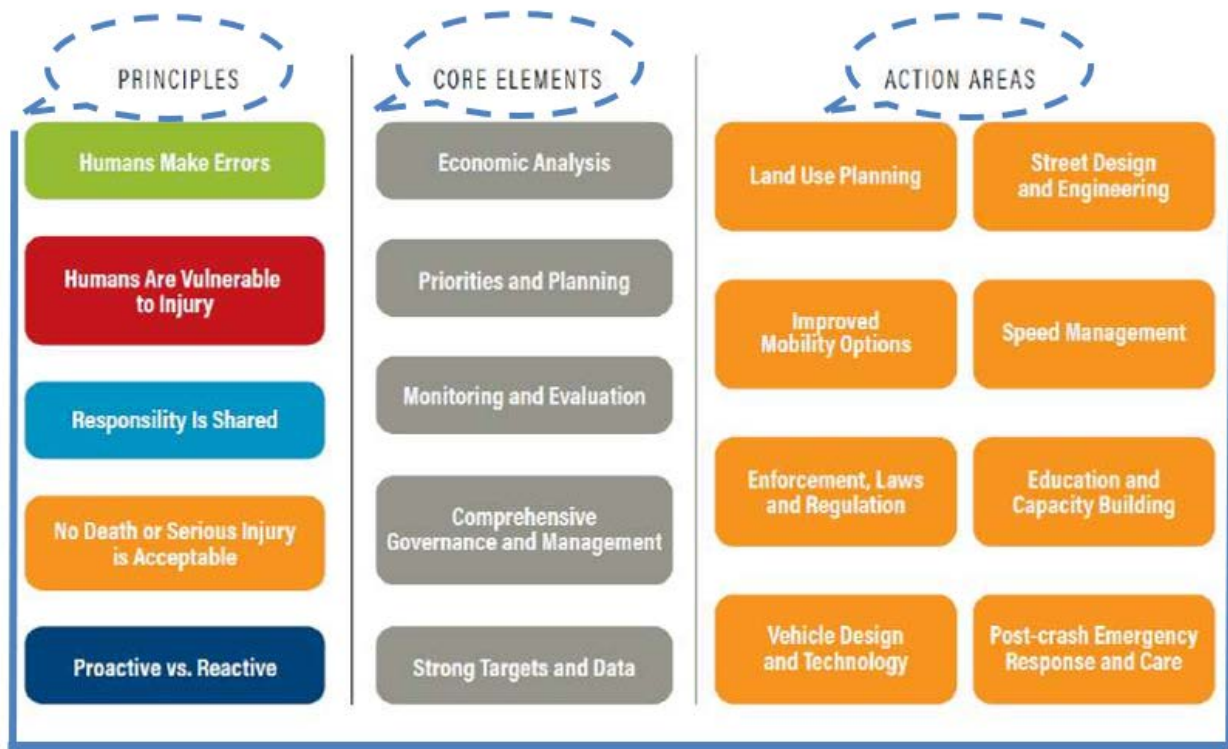 PRINCIPLES
Humans Make Errors
Humans Are Vulnerable
to Injury
Responsility Is Shared
No Death or Serious Injury
is Acceptable
Proactive vs. Reactive
CORE ELEMENTS
Economic Analysis
Priorities and Planning
Monitoring and Evaluation
Comprehensive
Governance and Management
Strong Targets and Data
ACTION AREAS
Land Use Planning
Street Design
and Engineering
Improved
Mobility Options
Speed Management
Enforcement, Laws
and Regulation
Education and
Capacity Building
Vehicle Design
and Technology
Post-crash Emergency
Response and Care